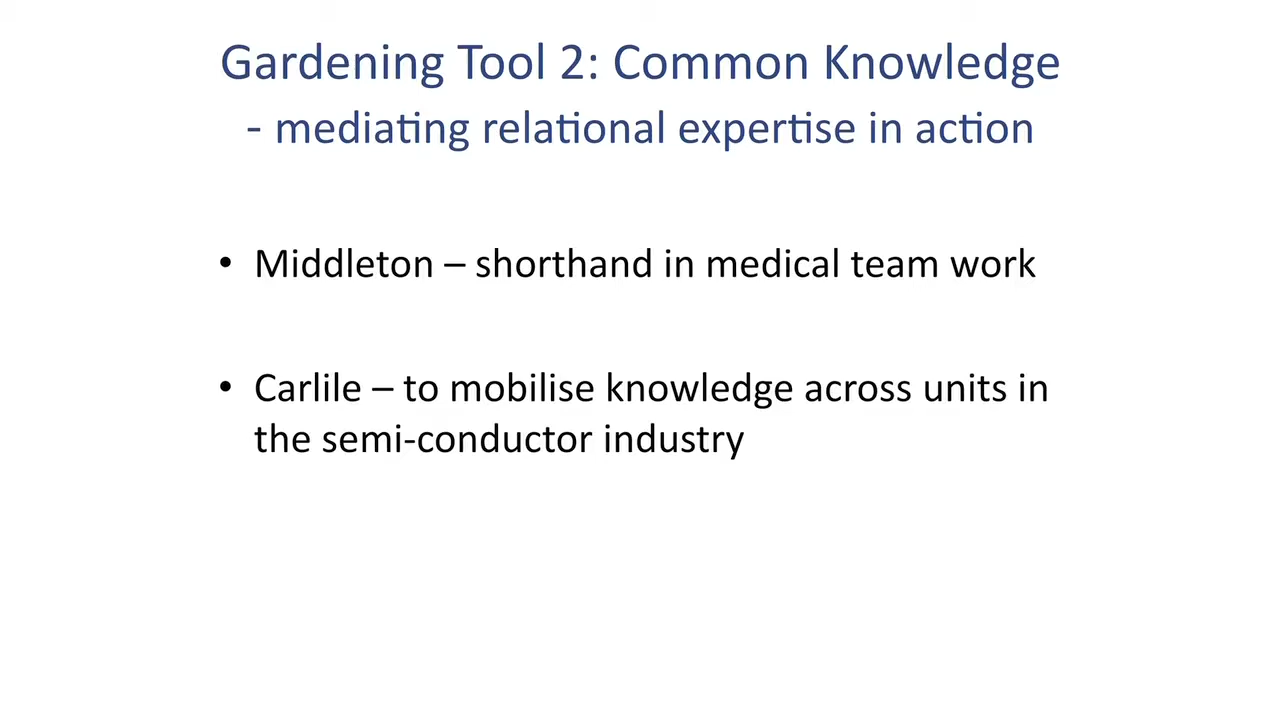 Gardening Tool 2: Common Knowledge
- mediating relational expertise in action
• Middleton – shorthand in medical team work
• Carlile – to mobilise knowledge across units in
the semi-conductor industry